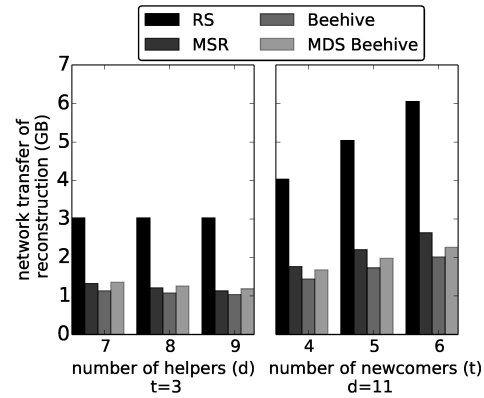 RS
MSR
Beehive
MDS Beehive
network transfer of
reconstruction (GB)
7
6
5
4
3
2
1
0
7 8 9
number of helpers (d)
t=3
4 5 6
number of newcomers (t)
d=11